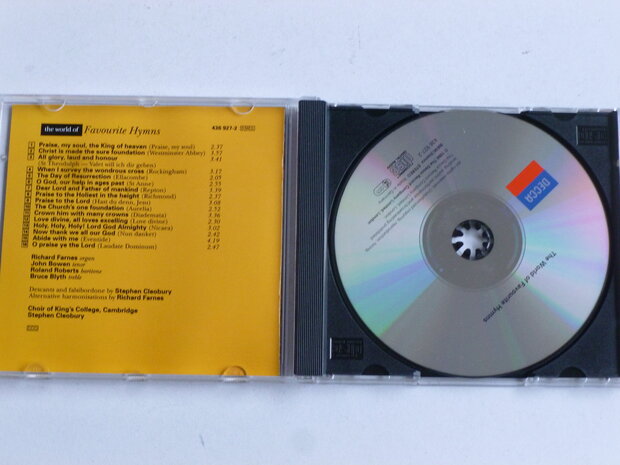 the world of Favourite Hymns 436 927-2
Praise, my soul, the King of heaven (Praise, my soul) 2.37
Christ is made the sure foundation (Westminster Abbey) 3.57
All glory, laud and honour 3.41
(St Theodulph — Valet will ich dir geben)
When I survey the wondrous cross (Rockingham) 3.17
The Day of Resurrection (Ellacombe) 2.05
O God, our help in ages past (St Anne) 2.55
Dear Lord and Father of mankind (Repton) 1.39
Praise to the Holiest in the height (Richmond) 2.37
Praise to the Lord (Hast du denn, Jesu) 3.08
The Church's one foundation (Aurelia) 2.52
Crown him with many crowns (Diademata) 3.36
Love divine, all loves excelling (Love divine) 2.30
Holy, Holy, Holy! Lord God Almighty (Nicaea) 3.02
Now thank we all our God (Nun danket) 2.42
Abide with me (Eventide) 4.19
O praise ye the Lord (Laudate Dominum) 2.47
Richard Farnes organ
John Bowen tenor
Roland Roberts baritone
Bruce Blyth treble
Descants and falsibordone by Stephen Cleobury
Alternative harmonisations by Richard Farnes
Choir of King's College, Cambridge
Stephen Cleobury
DECCA
The World of Favourite Hymns